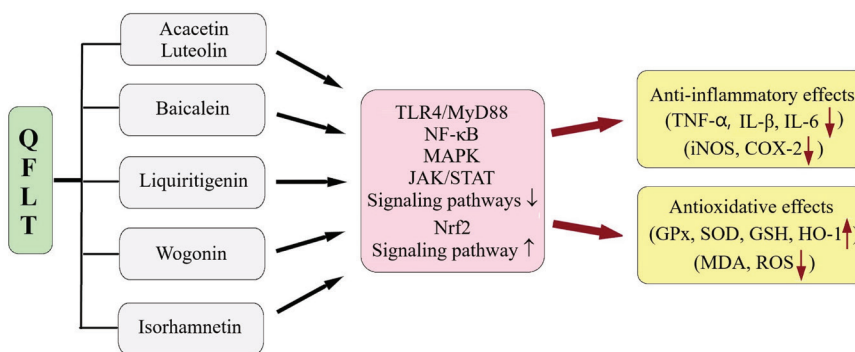 QFLT
Acacetin
Luteolin
Baicalein
Liquiritigenin
Wogonin
Isorhamnetin
TLR4/MyD88
NF-κB
MAPK
JAK/STAT
Signaling pathways ↓
Nrf2
Signaling pathway ↑
Anti-inflammatory effects
(TNF-α, IL-β, IL-6 ↓)
(iNOS, COX-2 ↓)
Antioxidative effects
(GPx, SOD, GSH, HO-1 ↑)
(MDA, ROS ↓)